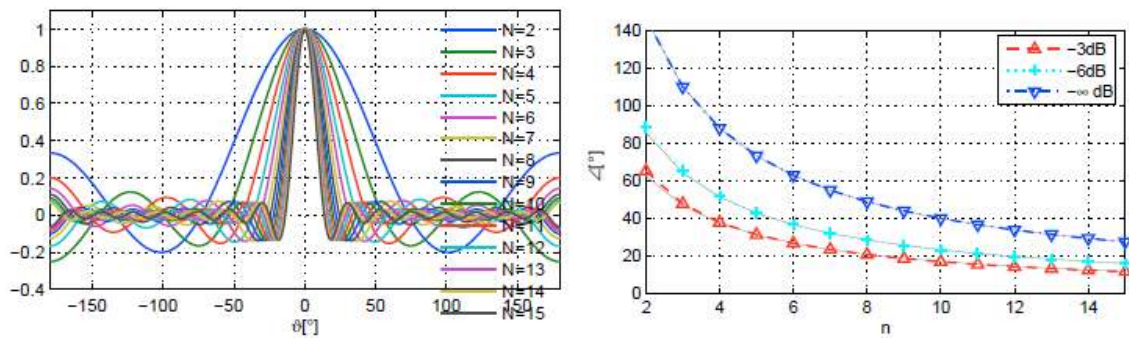 1
0.8
0.6
0.4
0.2
0
−0.2
−0.4
−150 −100 −50 0 50 100 150
ϑ[°]
N=2
N=3
N=4
N=5
N=6
N=7
N=8
N=9
N=10
N=11
N=12
N=13
N=14
N=15
140
120
100
80
60
40
20
0
2 4 6 8 10 12 14
n
∠[°]
−3dB
−6dB
−∞ dB